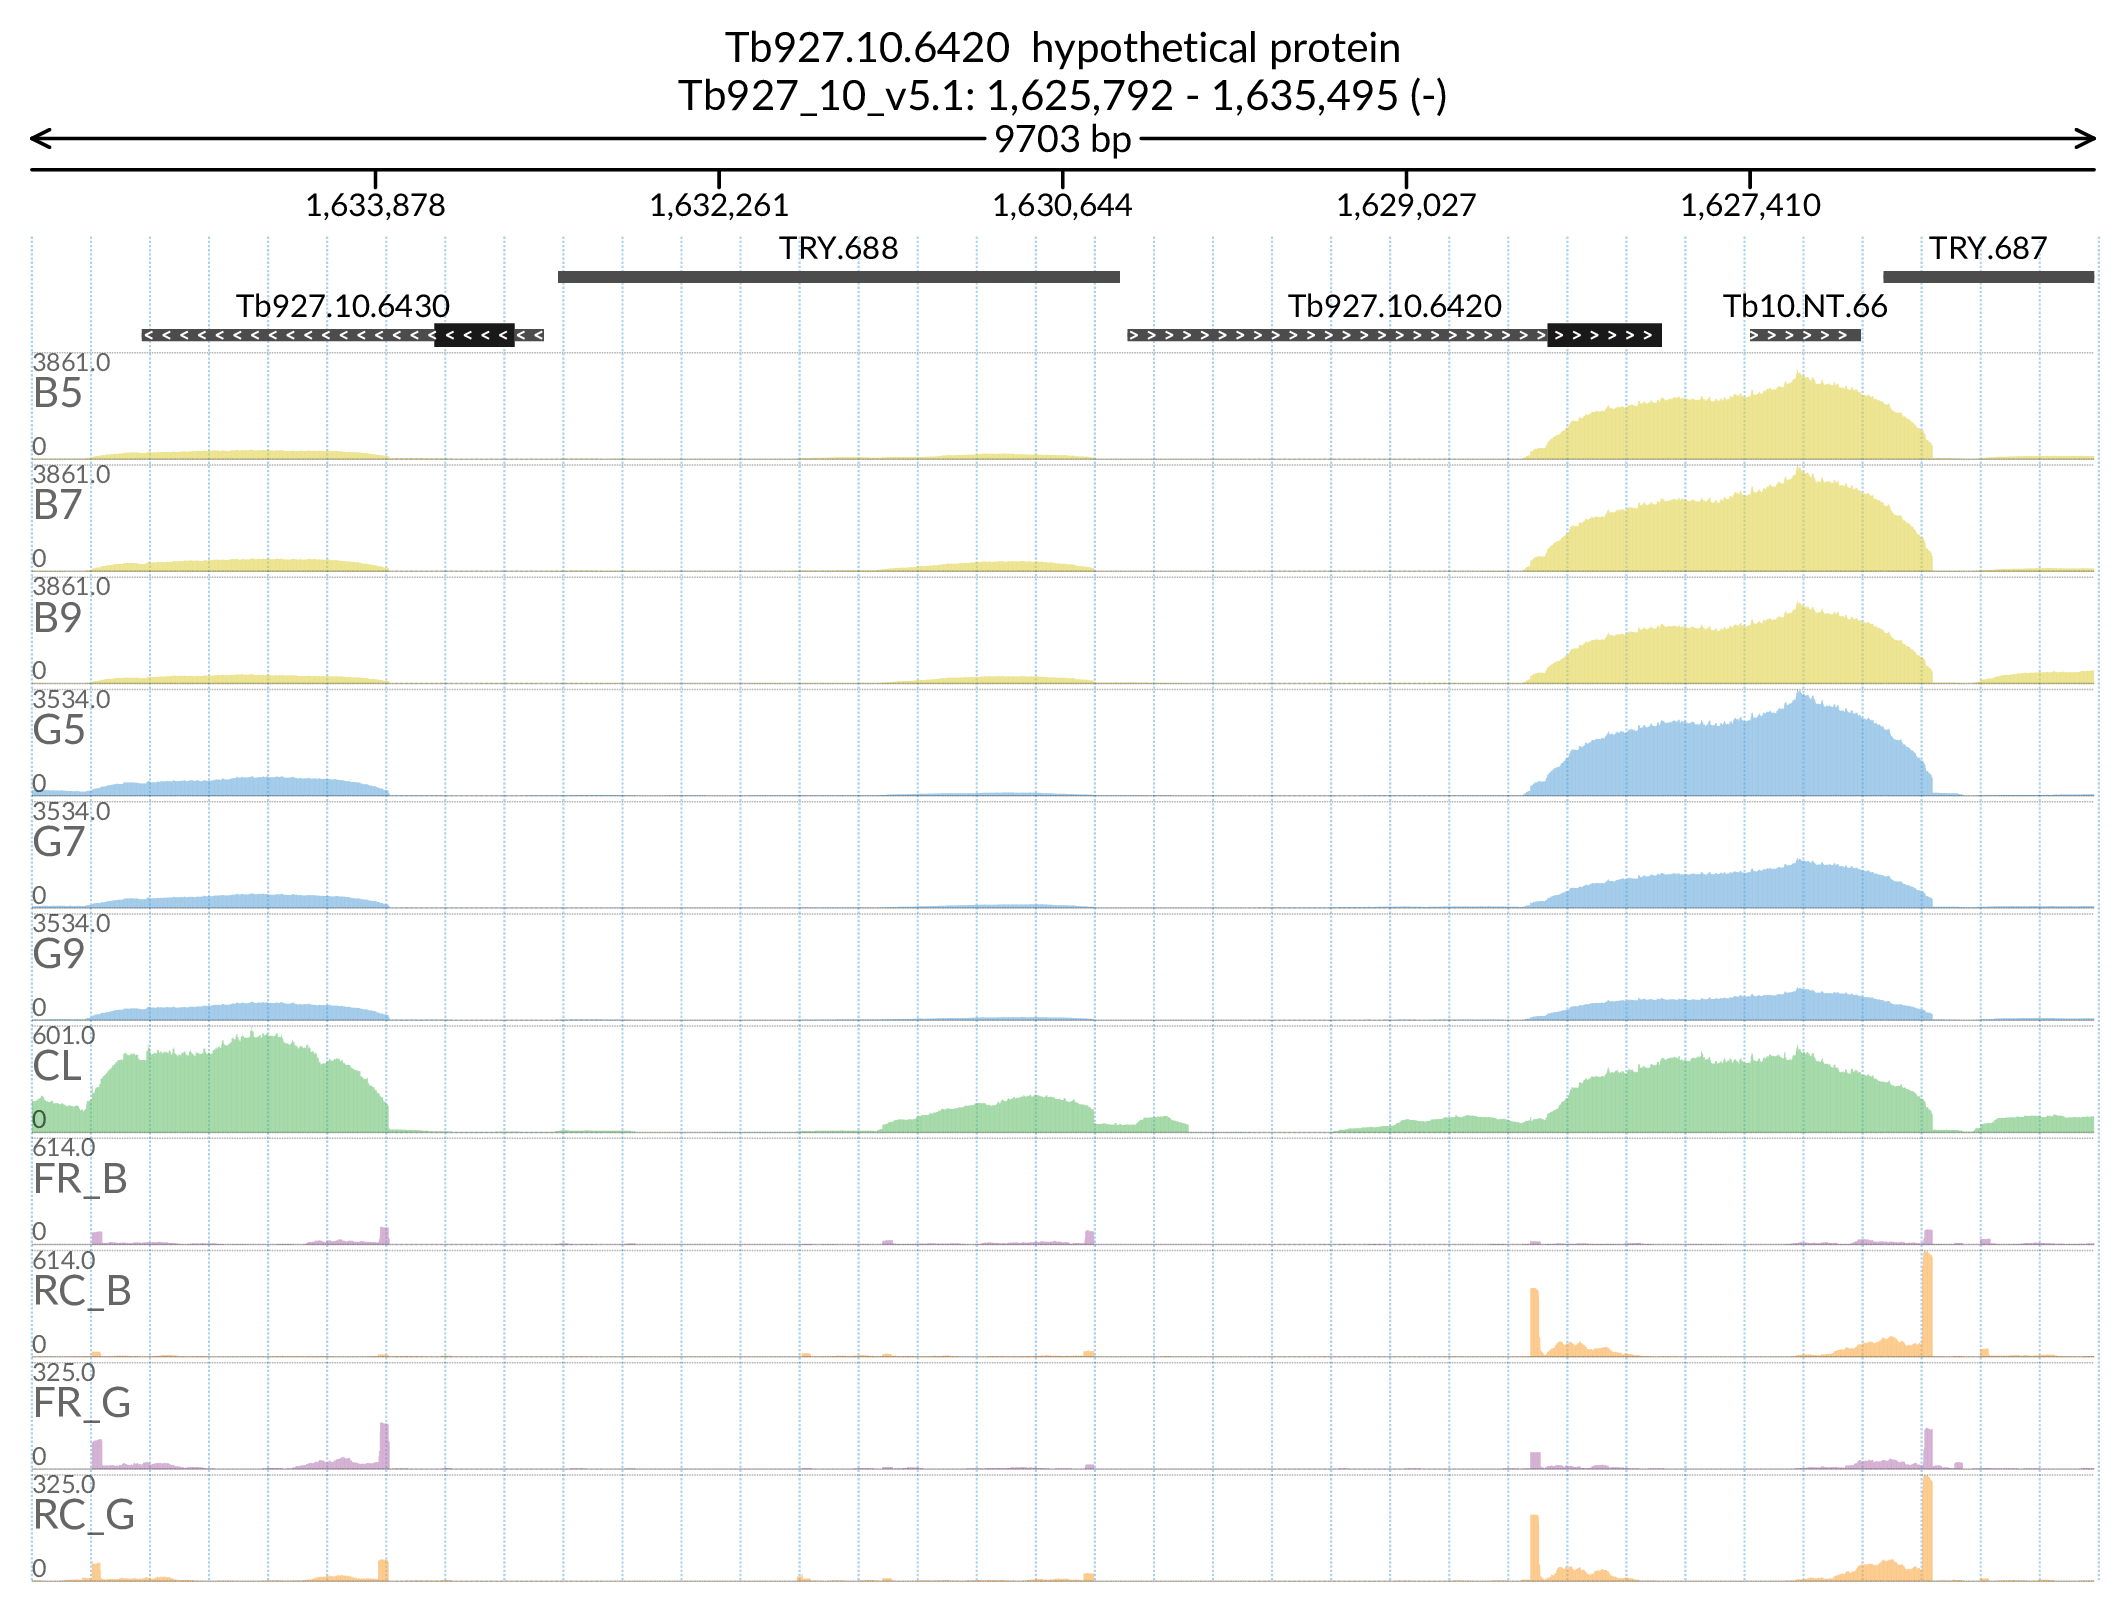 Tb927.10.6420 hypothetical protein
Tb927_10_v5.1: 1,625,792 - 1,635,495 (-)
9703 bp
1,633,878 1,632,261 1,630,644 1,629,027 1,627,410
TRY.688 TRY.687
Tb927.10.6430 Tb927.10.6420 Tb10.NT.66
3861.0
B5
0
3861.0
B7
0
3861.0
B9
0
3534.0
G5
0
3534.0
G7
0
3534.0
G9
0
601.0
CL
0
614.0
FR_B
0
614.0
RC_B
0
325.0
FR_G
0
325.0
RC_G
0